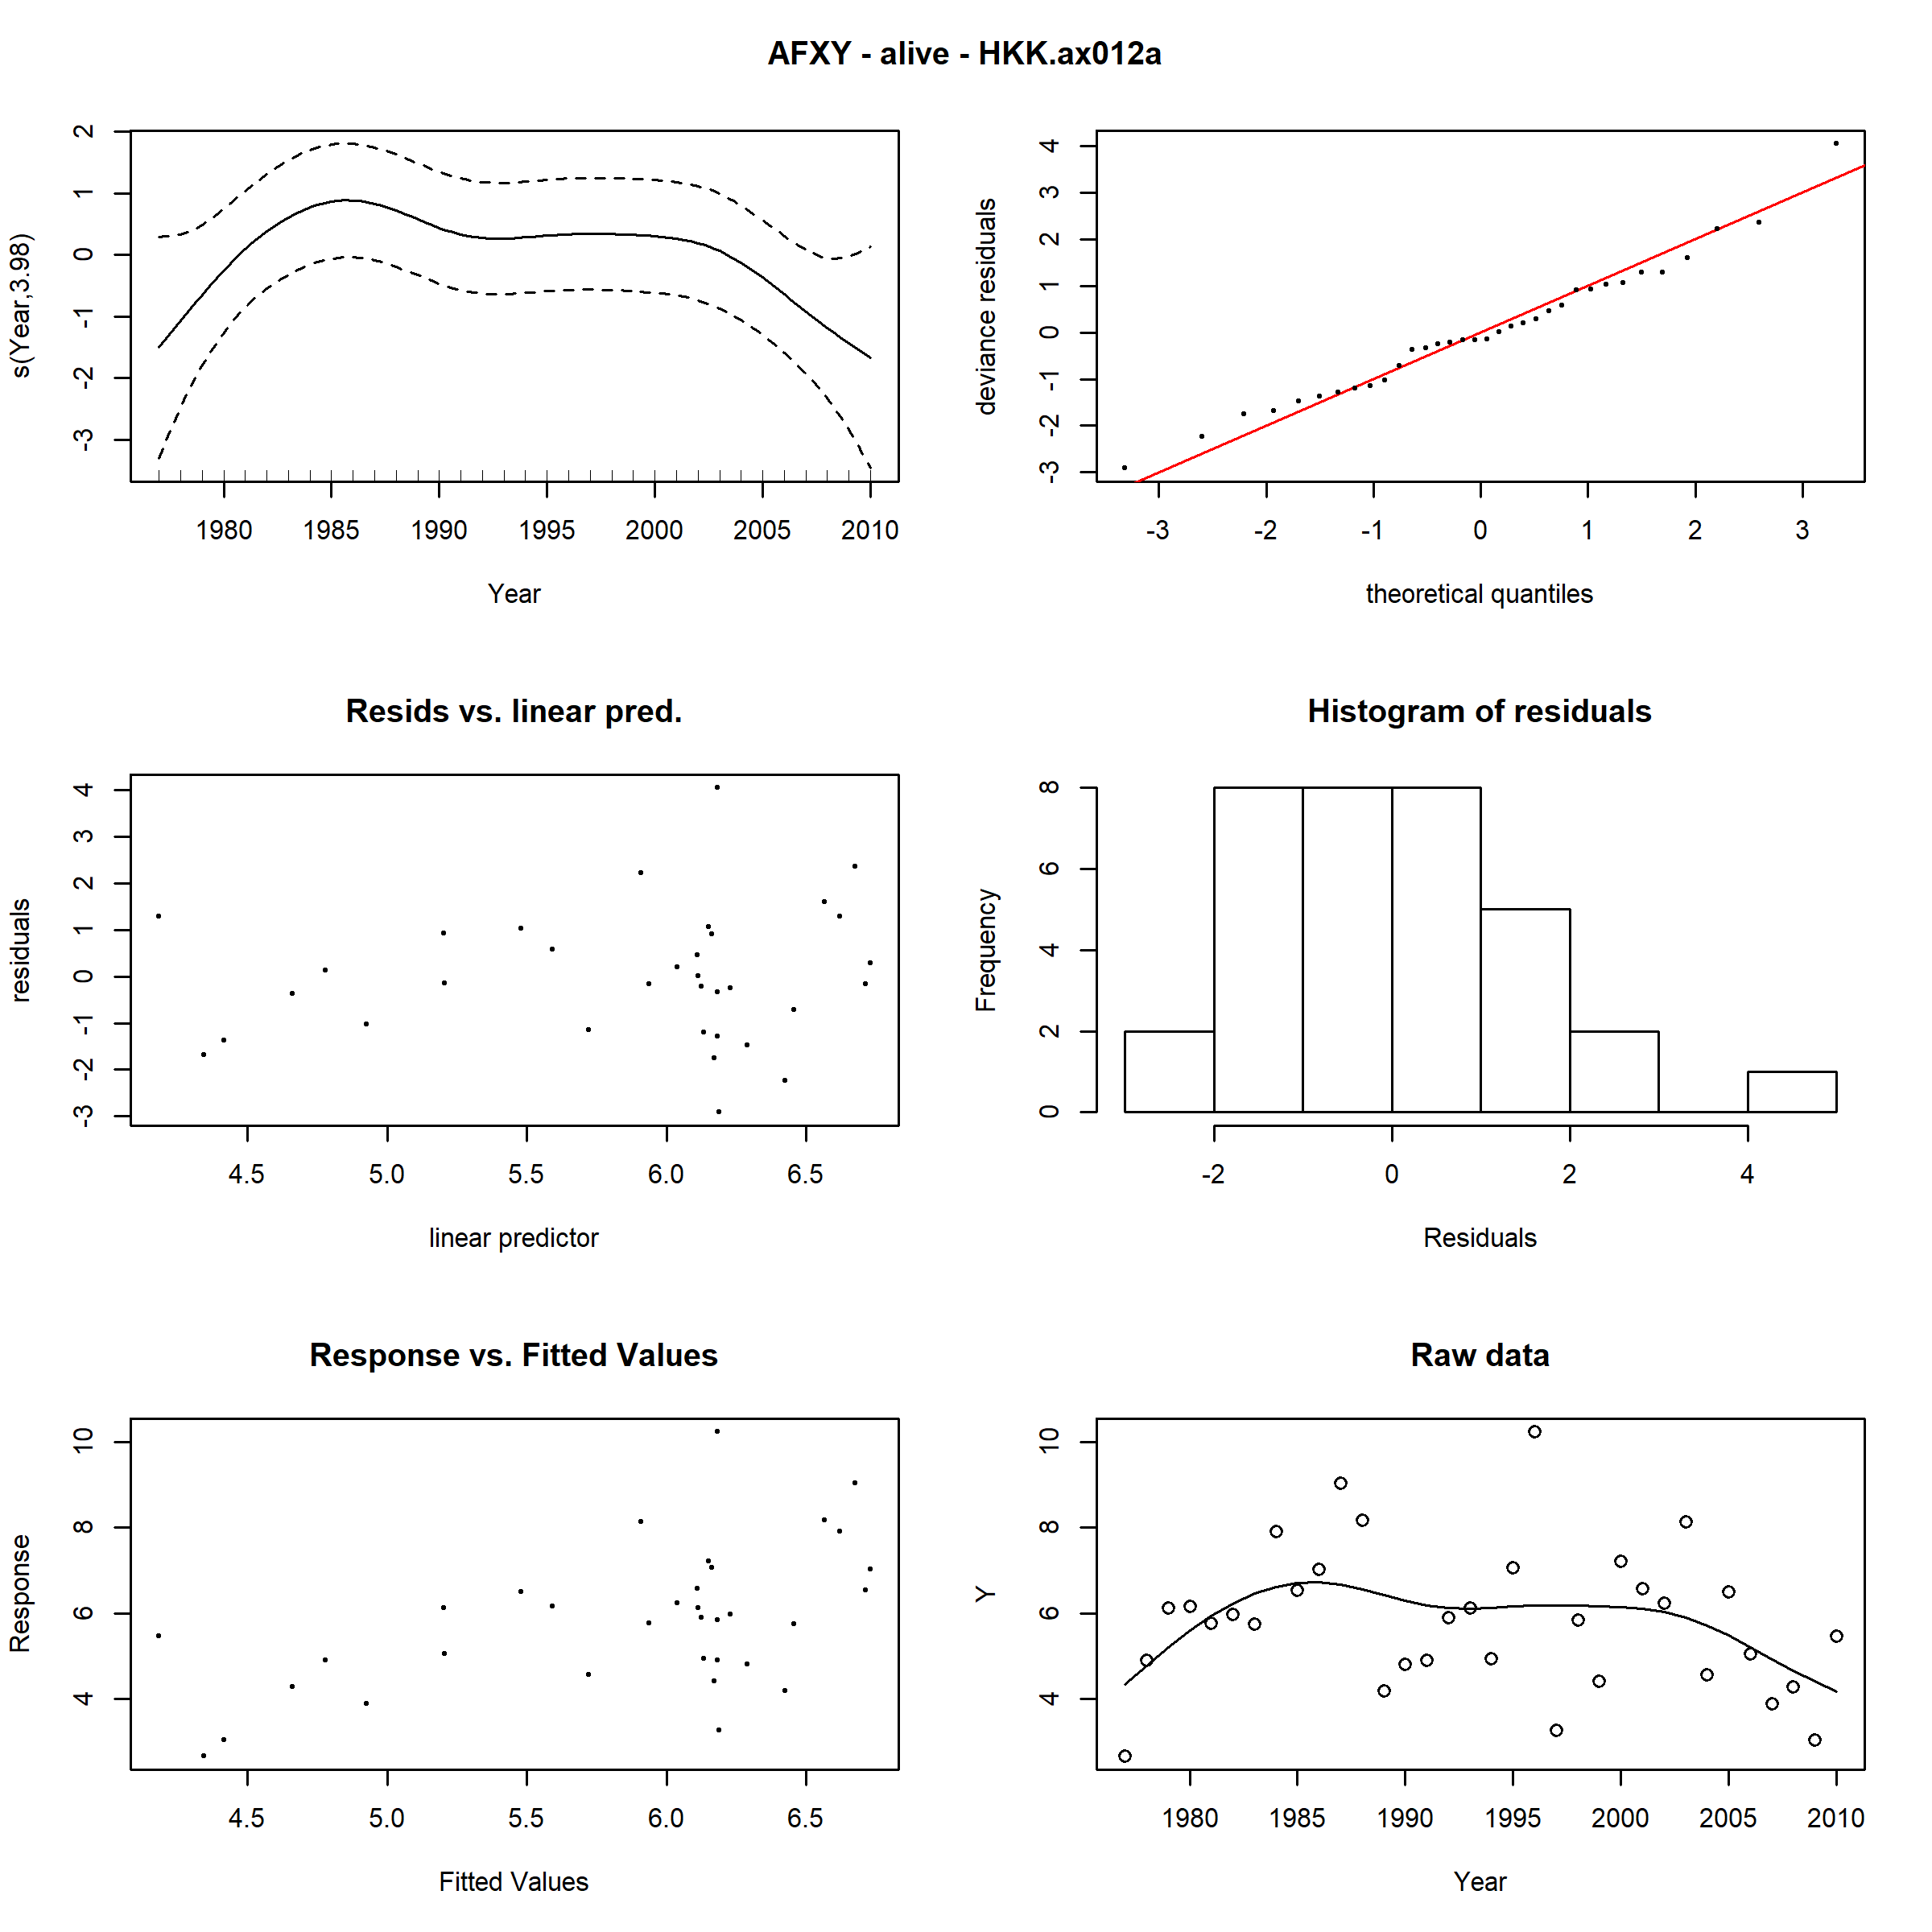 AFXY - alive - HKK.ax012a
s(Year,3.98)
2
1
0
-1
-2
-3
1980 1985 1990 1995 2000 2005 2010
Year
deviance residuals
4
3
2
1
0
-1
-2
-3
-3 -2 -1 0 1 2 3
theoretical quantiles
Resids vs. linear pred.
residuals
4
3
2
1
0
-1
-2
-3
4.5 5.0 5.5 6.0 6.5
linear predictor
Histogram of residuals
Frequency
8
6
4
2
0
-2 0 2 4
Residuals
Response vs. Fitted Values
Response
10
8
6
4
4.5 5.0 5.5 6.0 6.5
Fitted Values
Raw data
Y
10
8
6
4
1980 1985 1990 1995 2000 2005 2010
Year